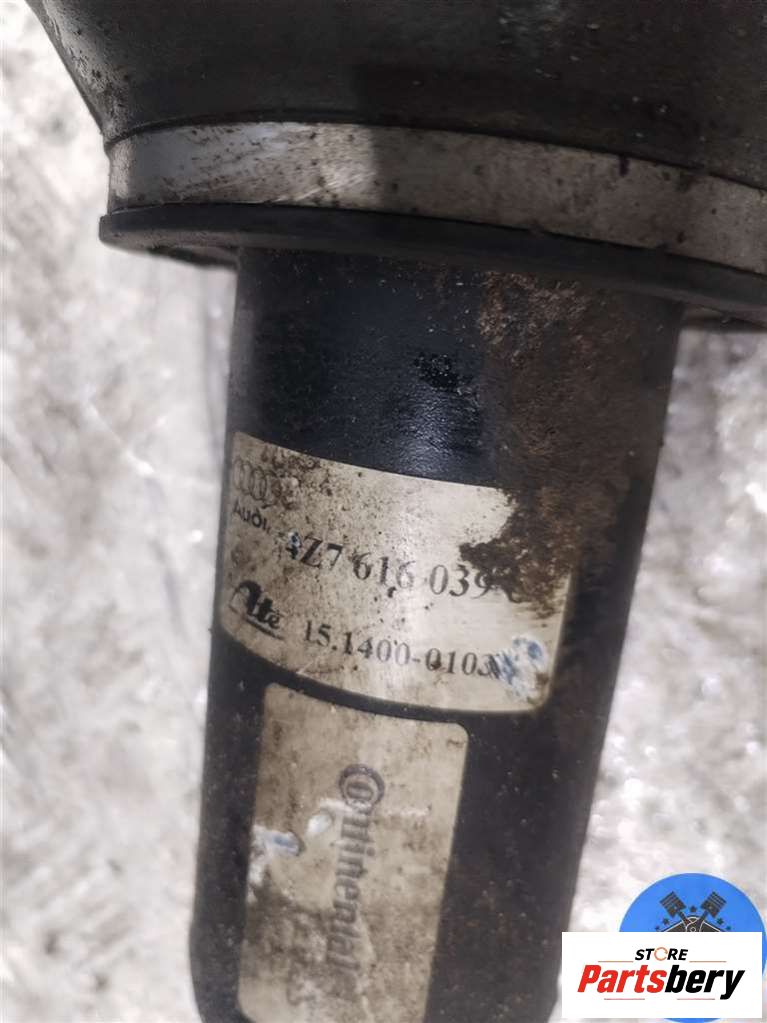 AUDI
4Z7 616 039
Ate
15.1400-0103
Continental
STORE
Partsbery